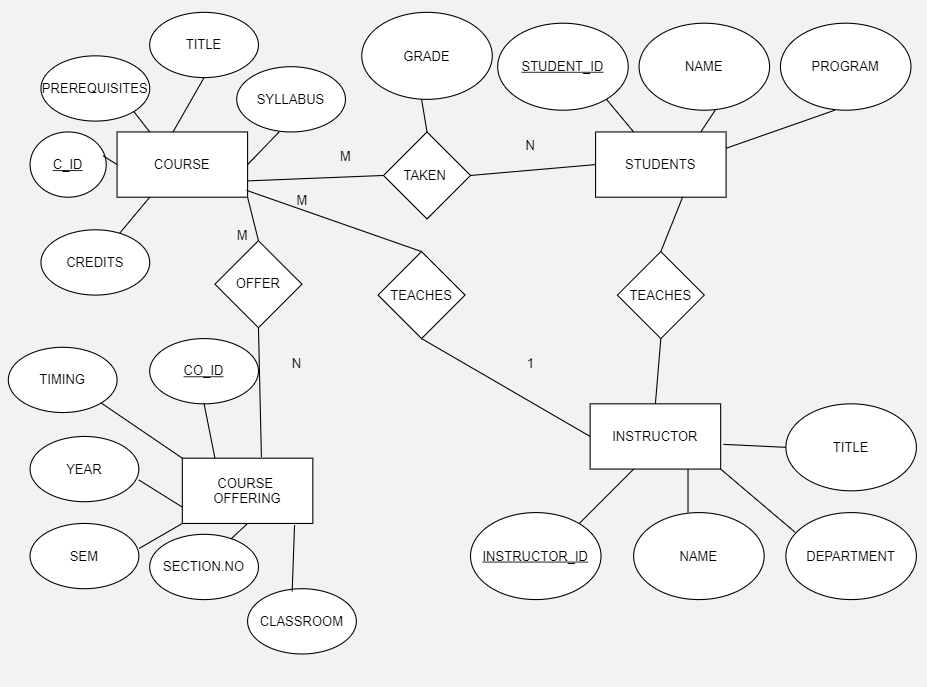 TITLE
GRADE
STUDENT_ID
NAME
PROGRAM
PREREQUISITES
SYLLABUS
C_ID
COURSE
M
TAKEN
N
STUDENTS
M
M
CREDITS
OFFER
TEACHES
TEACHES
TIMING
CO_ID
N
1
INSTRUCTOR
TITLE
YEAR
COURSE
OFFERING
SEM
SECTION.NO
INSTRUCTOR_ID
NAME
DEPARTMENT
CLASSROOM